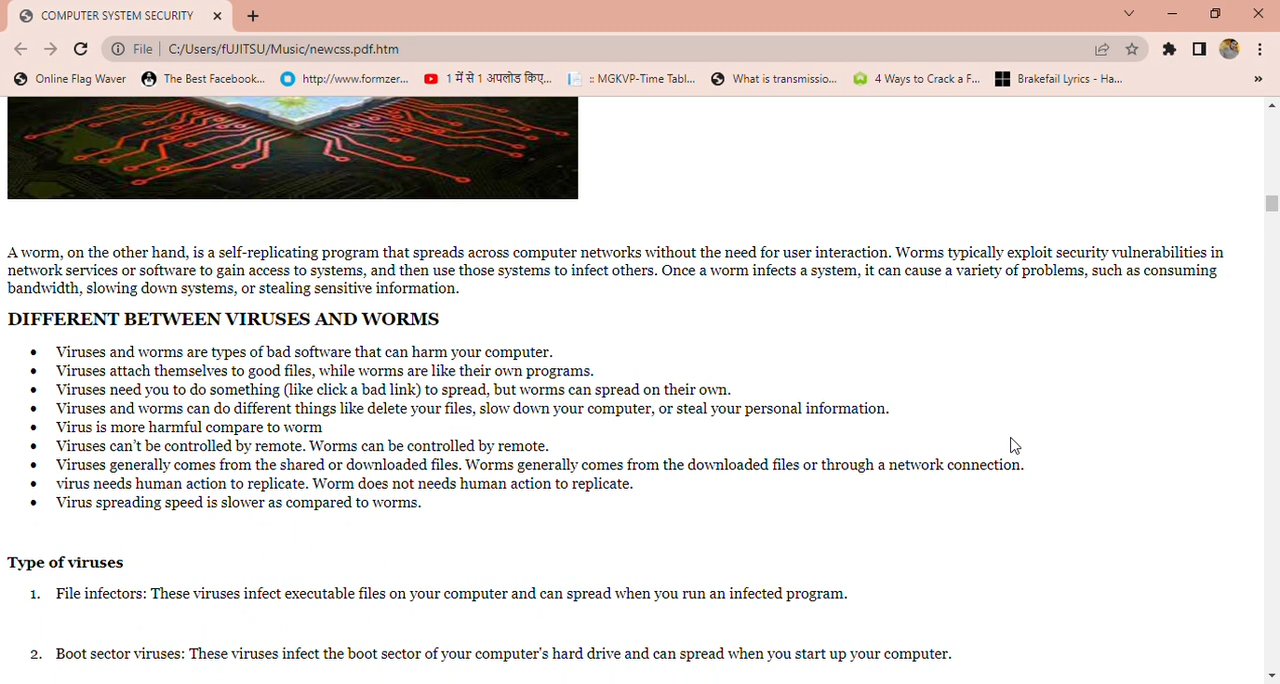 COMPUTER SYSTEM SECURITY
File C:/Users/fUJITSU/Music/newcss.pdf.htm
Online Flag Waver The Best Facebook... http://www.formzer... 1 में से 1 अपलोड किए... :: MGKVP-Time Tabl... What is transmissio... 4 Ways to Crack a F... Brakefail Lyrics - Ha... »
A worm, on the other hand, is a self-replicating program that spreads across computer networks without the need for user interaction. Worms typically exploit security vulnerabilities in
network services or software to gain access to systems, and then use those systems to infect others. Once a worm infects a system, it can cause a variety of problems, such as consuming
bandwidth, slowing down systems, or stealing sensitive information.
DIFFERENT BETWEEN VIRUSES AND WORMS
• Viruses and worms are types of bad software that can harm your computer.
• Viruses attach themselves to good files, while worms are like their own programs.
• Viruses need you to do something (like click a bad link) to spread, but worms can spread on their own.
• Viruses and worms can do different things like delete your files, slow down your computer, or steal your personal information.
• Virus is more harmful compare to worm
• Viruses can't be controlled by remote. Worms can be controlled by remote.
• Viruses generally comes from the shared or downloaded files. Worms generally comes from the downloaded files or through a network connection.
• virus needs human action to replicate. Worm does not needs human action to replicate.
• Virus spreading speed is slower as compared to worms.
Type of viruses
1. File infectors: These viruses infect executable files on your computer and can spread when you run an infected program.
2. Boot sector viruses: These viruses infect the boot sector of your computer's hard drive and can spread when you start up your computer.